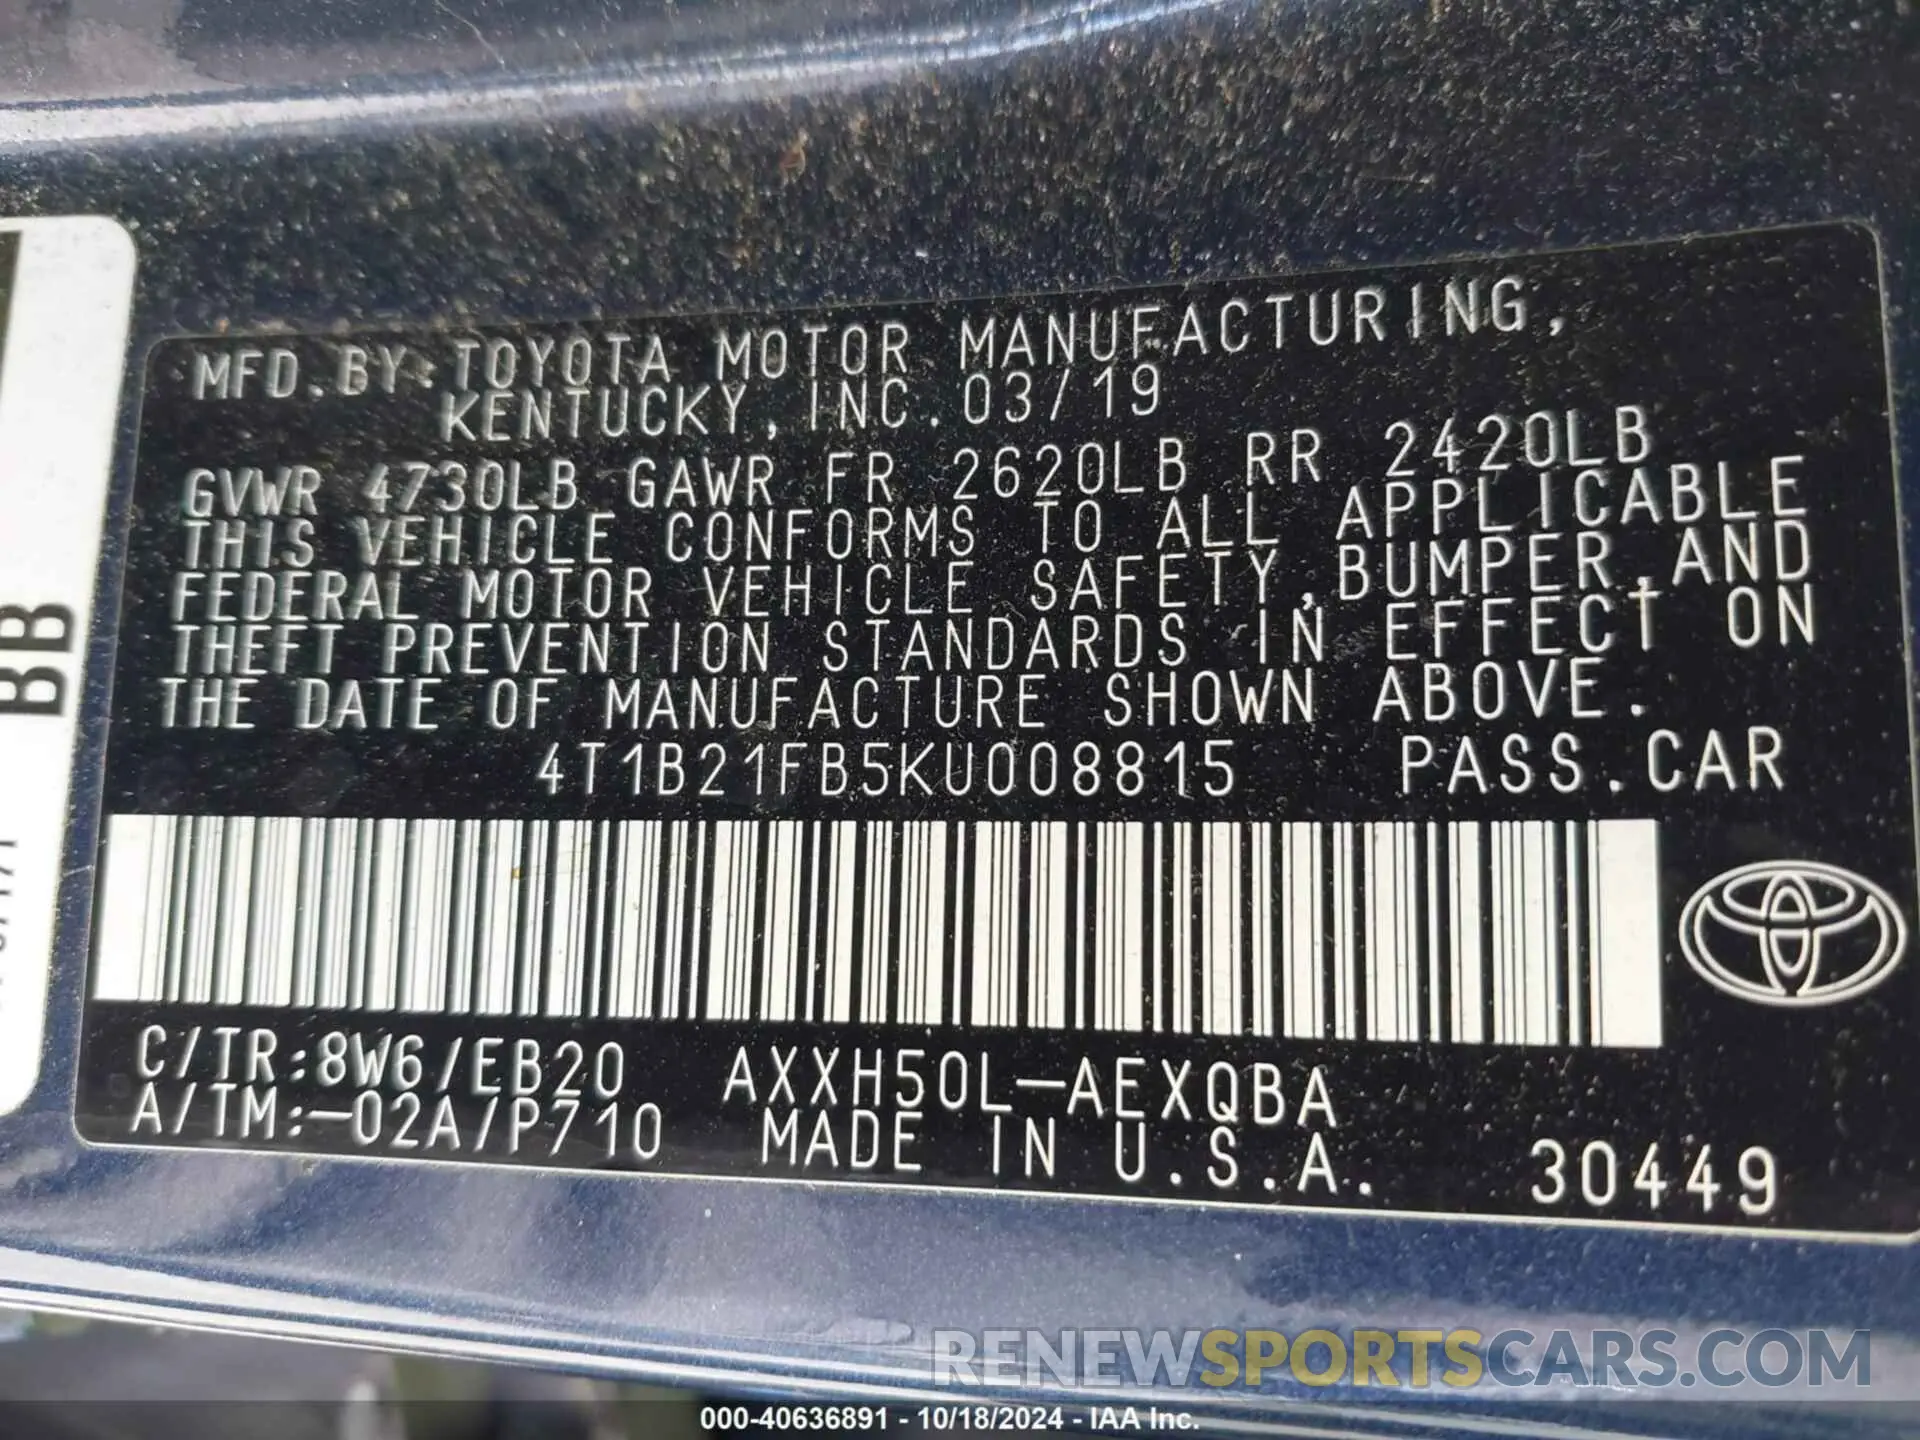 MFD.BY:TOYOTA MOTOR MANUFACTURING,
KENTUCKY, INC. 03/19
GVWR 4730LB GAWR FR 2620LB RR 2420LB
THIS VEHICLE CONFORMS TO ALL APPLICABLE
FEDERAL MOTOR VEHICLE SAFETY,BUMPER,AND
THEFT PREVENTION STANDARDS IN EFFECT ON
THE DATE OF MANUFACTURE SHOWN ABOVE.
4T1B21FB5KU008815 PASS.CAR
C/TR:8W6/EB20 AXXH50L-AEXQBA
A/TM:-02A/P710 MADE IN U.S.A. 30449
BB
RENEWSPORTSCARS.COM
000-40636891 - 10/18/2024 - IAA Inc.